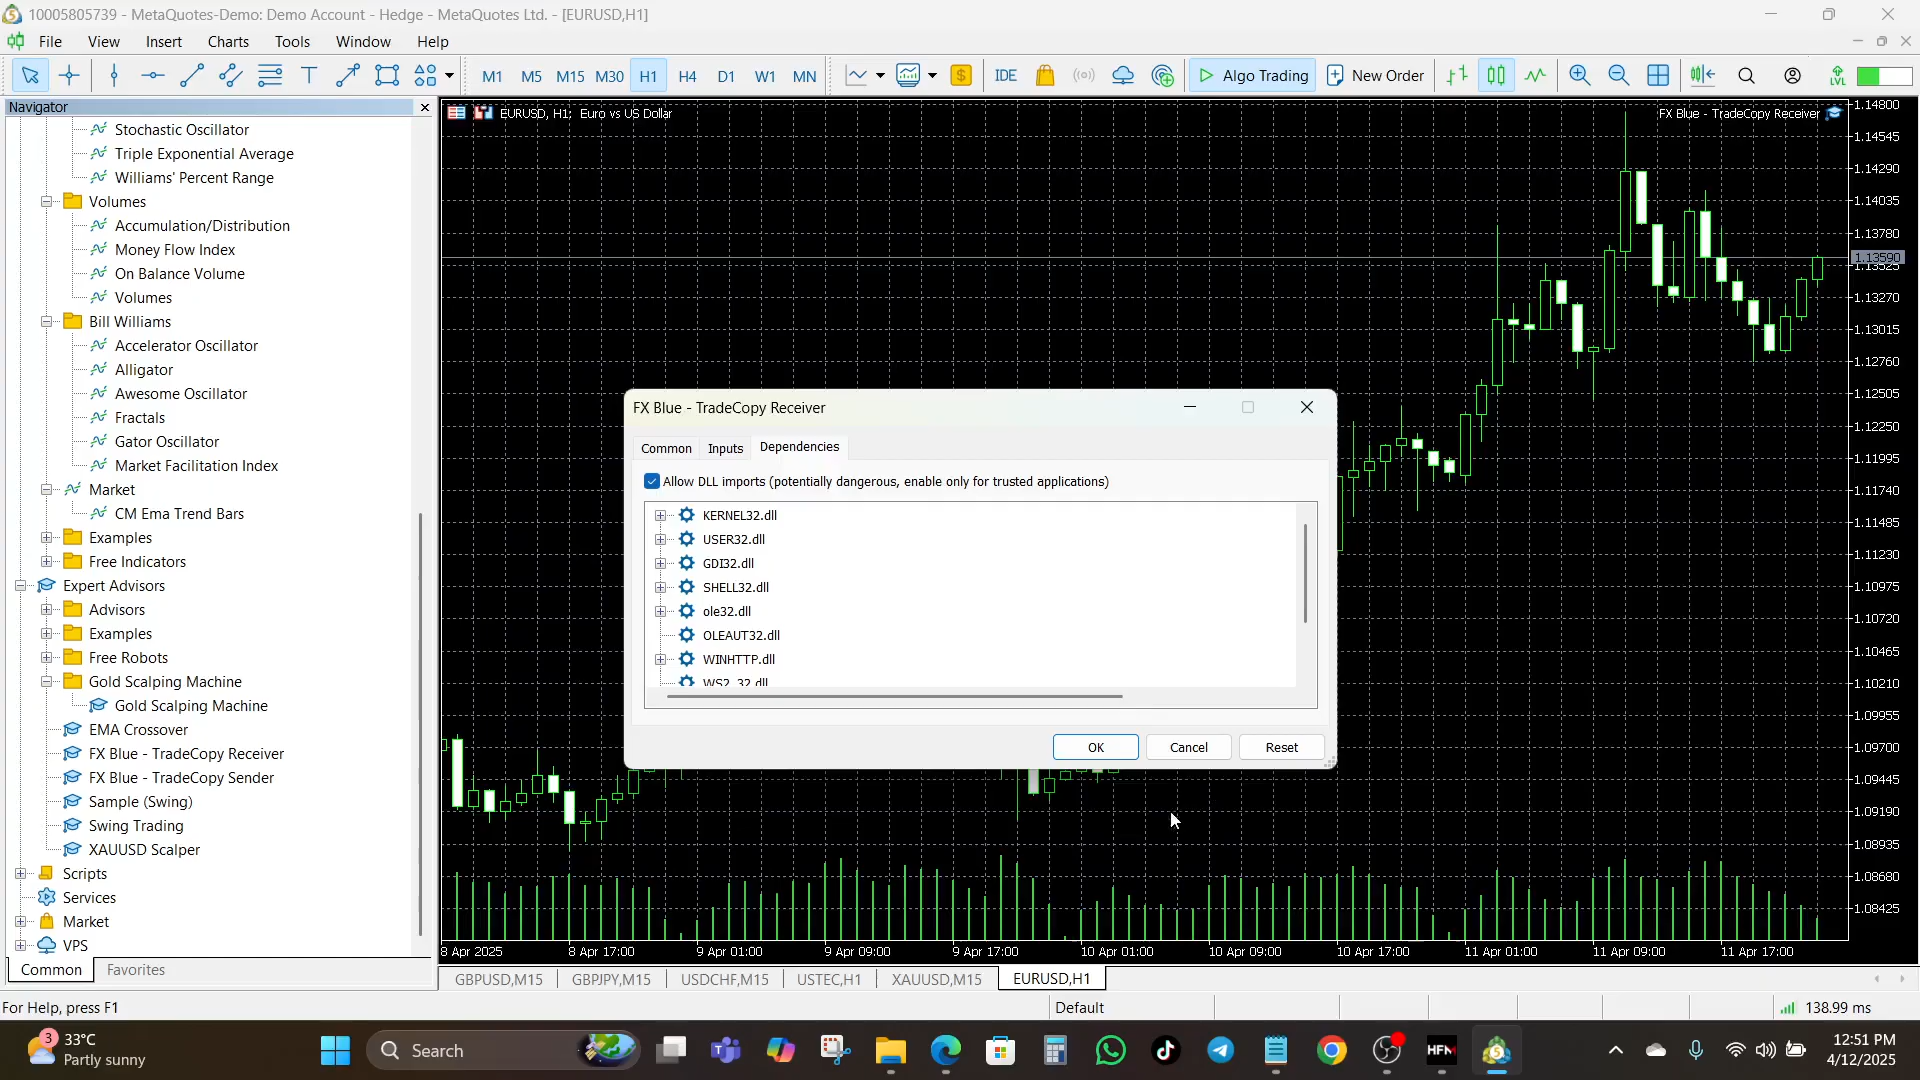 10005805739 - MetaQuotes-Demo: Demo Account - Hedge - MetaQuotes Ltd. - [EURUSD,H1]
File View Insert Charts Tools Window Help
M1 M5 M15 M30 H1 H4 D1 W1 MN IDE Algo Trading New Order LVL
Navigator
Stochastic Oscillator
Triple Exponential Average
Williams' Percent Range
Volumes
Accumulation/Distribution
Money Flow Index
On Balance Volume
Volumes
Bill Williams
Accelerator Oscillator
Alligator
Awesome Oscillator
Fractals
Gator Oscillator
Market Facilitation Index
Market
CM Ema Trend Bars
Examples
Free Indicators
Expert Advisors
Advisors
Examples
Free Robots
Gold Scalping Machine
Gold Scalping Machine
EMA Crossover
FX Blue - TradeCopy Receiver
FX Blue - TradeCopy Sender
Sample (Swing)
Swing Trading
XAUUSD Scalper
Scripts
Services
Market
VPS
Common Favorites
EURUSD, H1: Euro vs US Dollar
FX Blue - TradeCopy Receiver
1.14800
1.14545
1.14290
1.14035
1.13780
1.13590
1.13525
1.13270
1.13015
1.12760
1.12505
1.12250
1.11995
1.11740
1.11485
1.11230
1.10975
1.10720
1.10465
1.10210
1.09955
1.09700
1.09445
1.09190
1.08935
1.08680
1.08425
FX Blue - TradeCopy Receiver
Common Inputs Dependencies
Allow DLL imports (potentially dangerous, enable only for trusted applications)
KERNEL32.dll
USER32.dll
GDI32.dll
SHELL32.dll
ole32.dll
OLEAUT32.dll
WINHTTP.dll
WS2_32.dll
OK Cancel Reset
8 Apr 2025 8 Apr 17:00 9 Apr 01:00 9 Apr 09:00 9 Apr 17:00 10 Apr 01:00 10 Apr 09:00 10 Apr 17:00 11 Apr 01:00 11 Apr 09:00 11 Apr 17:00
GBPUSD,M15 GBPJPY,M15 USDCHF,M15 USTEC,H1 XAUUSD,M15 EURUSD,H1
For Help, press F1 Default 138.99 ms
3
33°C
Partly sunny
Search
HFM
12:51 PM
4/12/2025